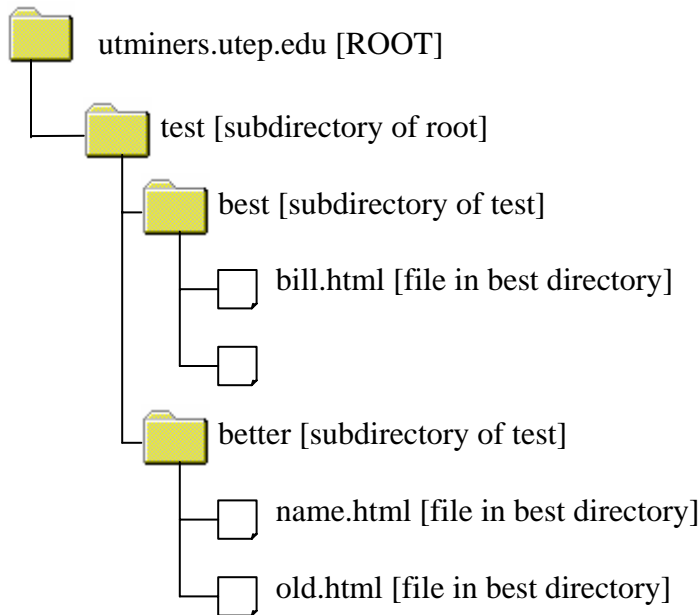 utminers.utep.edu [ROOT]
test [subdirectory of root]
best [subdirectory of test]
bill.html [file in best directory]
better [subdirectory of test]
name.html [file in best directory]
old.html [file in best directory]